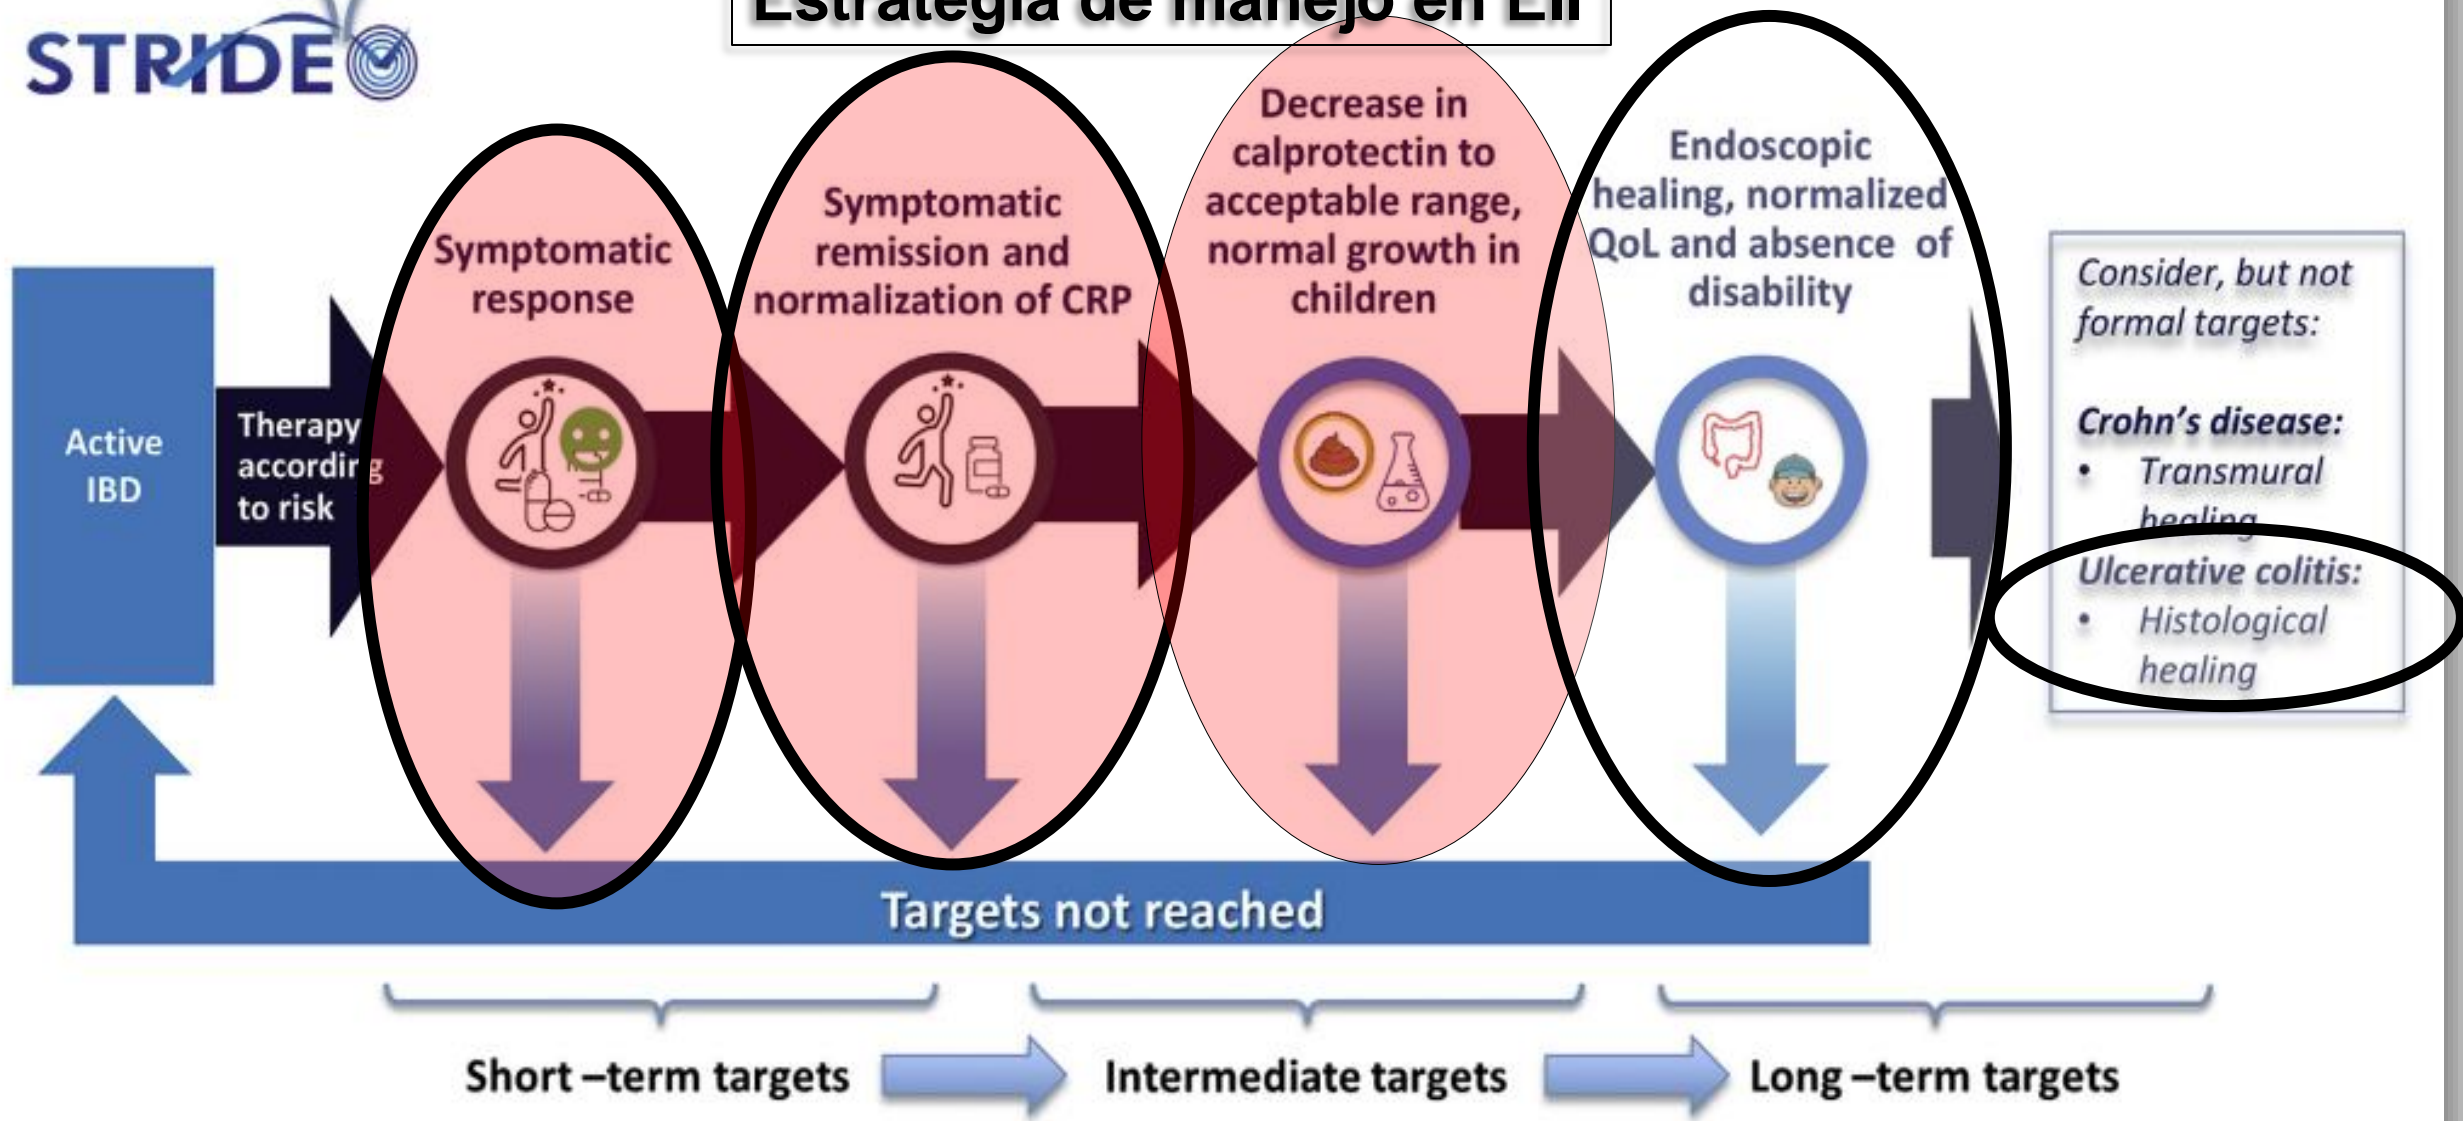 Estrategia de manejo en EII
STRIDE
Symptomatic
response
Symptomatic
remission and
normalization of CRP
Decrease in
calprotectin to
acceptable range,
normal growth in
children
Endoscopic
healing, normalized
QoL and absence of
disability
Active
IBD
Therapy
according
to risk
Consider, but not
formal targets:
Crohn's disease:
• Transmural
healing
Ulcerative colitis:
• Histological
healing
Targets not reached
Short –term targets
Intermediate targets
Long –term targets